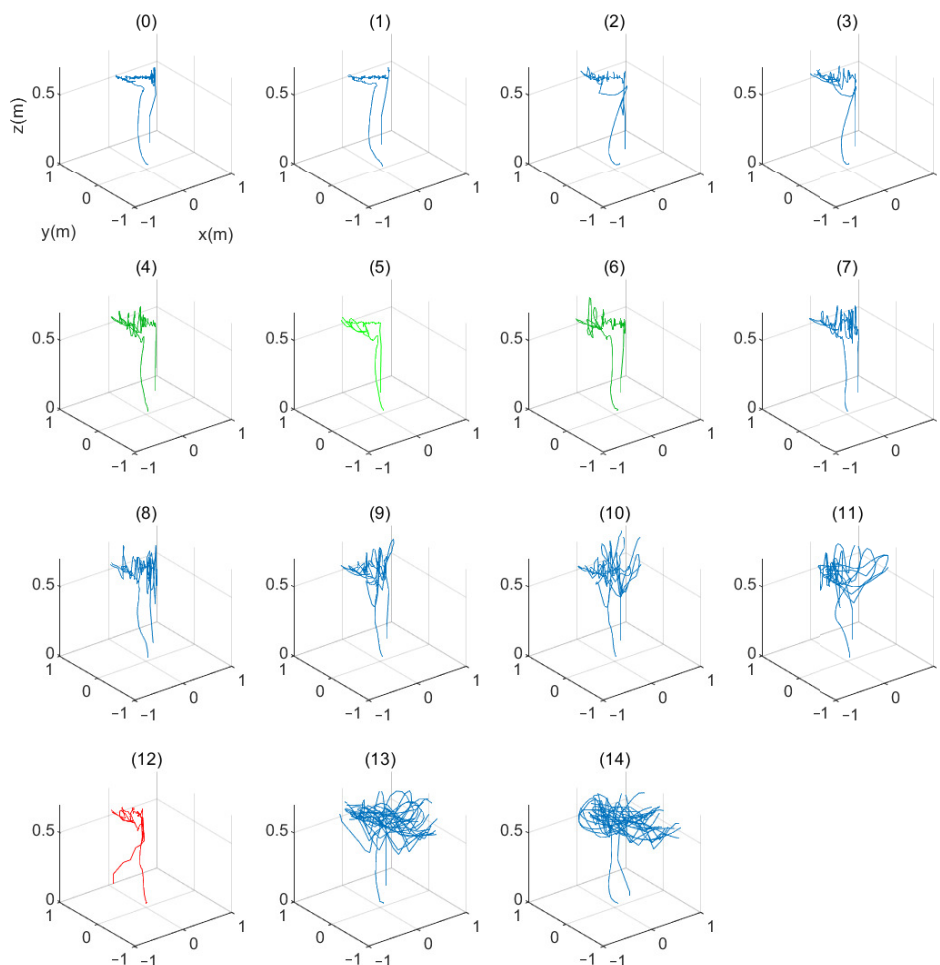 (0) (1) (2) (3)
z(m) 0.5 0.5 0.5 0.5
0 0 0 0
1 1 1 1 1 1 1 1
0 0 0 0 0 0 0 0
−1 −1 −1 −1 −1 −1 −1 −1
y(m) x(m)
(4) (5) (6) (7)
0.5 0.5 0.5 0.5
0 0 0 0
1 1 1 1 1 1 1 1
0 0 0 0 0 0 0 0
−1 −1 −1 −1 −1 −1 −1 −1
(8) (9) (10) (11)
0.5 0.5 0.5 0.5
0 0 0 0
1 1 1 1 1 1 1 1
0 0 0 0 0 0 0 0
−1 −1 −1 −1 −1 −1 −1 −1
(12) (13) (14)
0.5 0.5 0.5
0 0 0
1 1 1 1 1 1
0 0 0 0 0 0
−1 −1 −1 −1 −1 −1